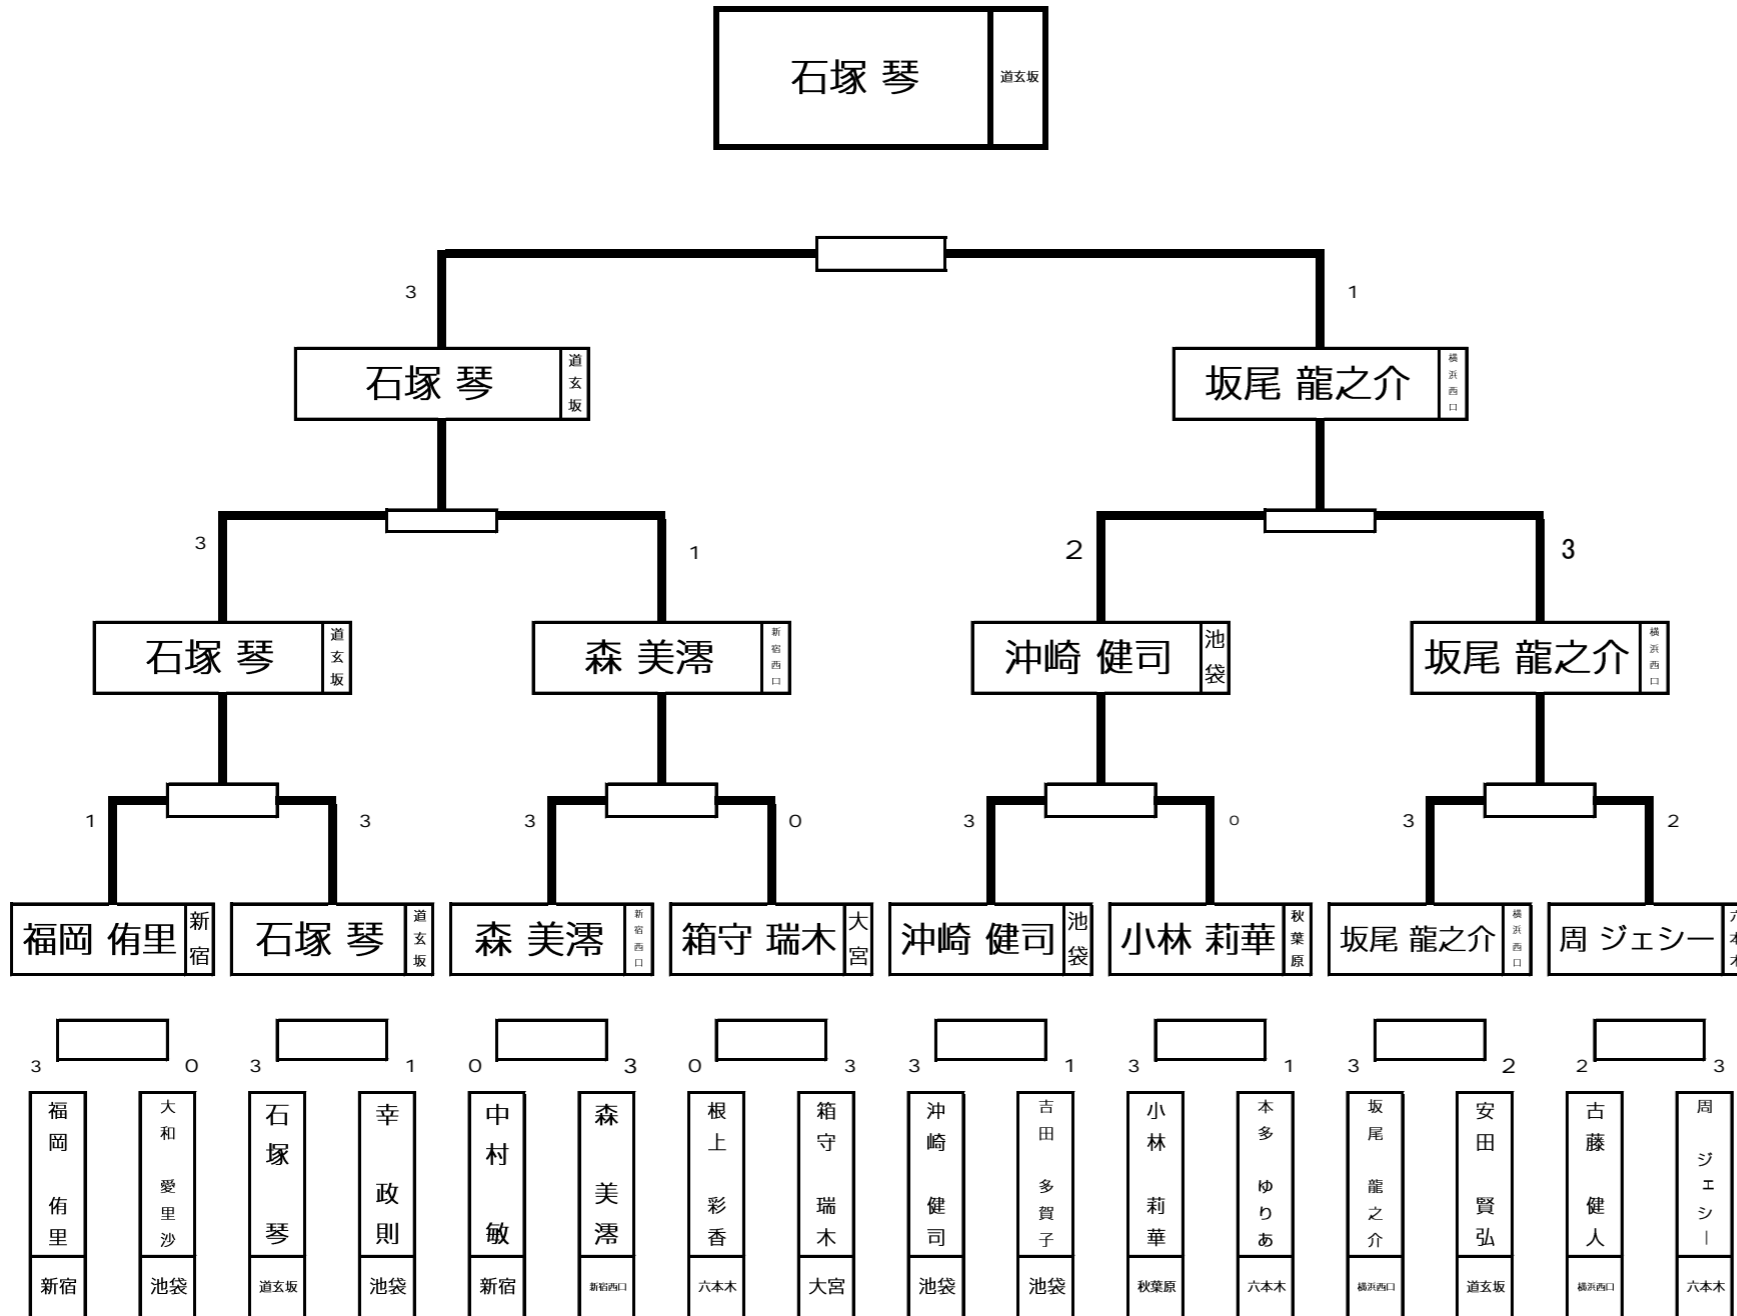 石塚 琴 道玄坂
3 1
石塚 琴 道玄坂
坂尾 龍之介 横浜西口
3 1 2 3
石塚 琴 道玄坂
森 美澪 新宿西口
沖崎 健司 池袋
坂尾 龍之介 横浜西口
1 3 3 0 3 0 3 2
福岡 侑里 新宿
石塚 琴 道玄坂
森 美澪 新宿西口
箱守 瑞木 大宮
沖崎 健司 池袋
小林 莉華 秋葉原
坂尾 龍之介 横浜西口
周 ジェシー 六本木
3 0 3 1 0 3 0 3 3 1 3 1 3 2 2 3
福岡 侑里 新宿
大和 愛里沙 池袋
石塚 琴 道玄坂
幸 政則 池袋
中村 敏 新宿
森 美澪 新宿西口
根上 彩香 六本木
箱守 瑞木 大宮
沖崎 健司 池袋
吉田 多賀子 池袋
小林 莉華 秋葉原
本多 ゆりあ 六本木
坂尾 龍之介 横浜西口
安田 賢弘 道玄坂
古藤 健人 横浜西口
周 ジェシー 六本木